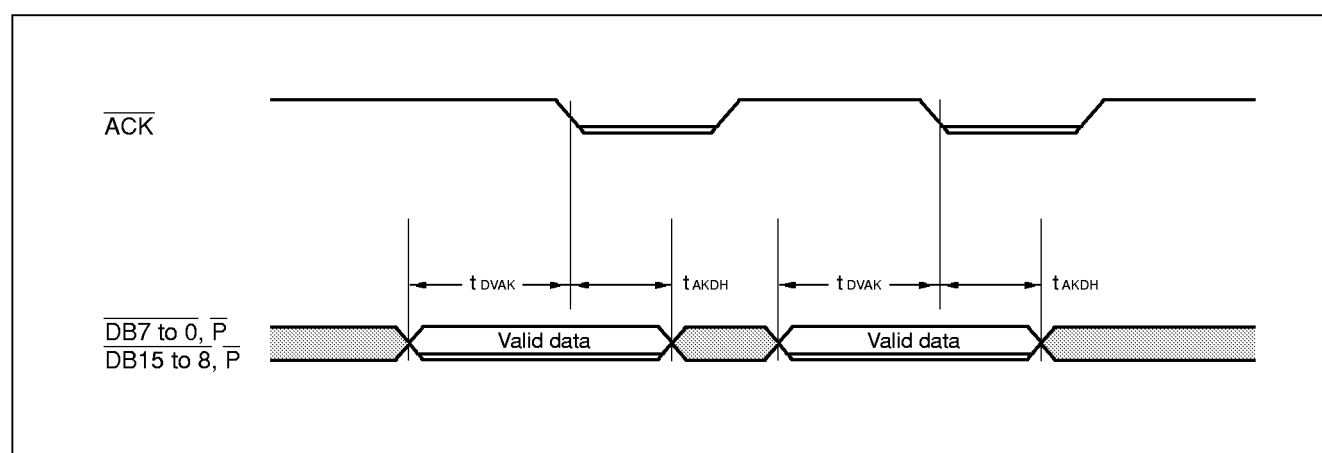 ACK
t DVAK t AKDH t DVAK t AKDH
DB7 to 0, P Valid data Valid data
DB15 to 8, P